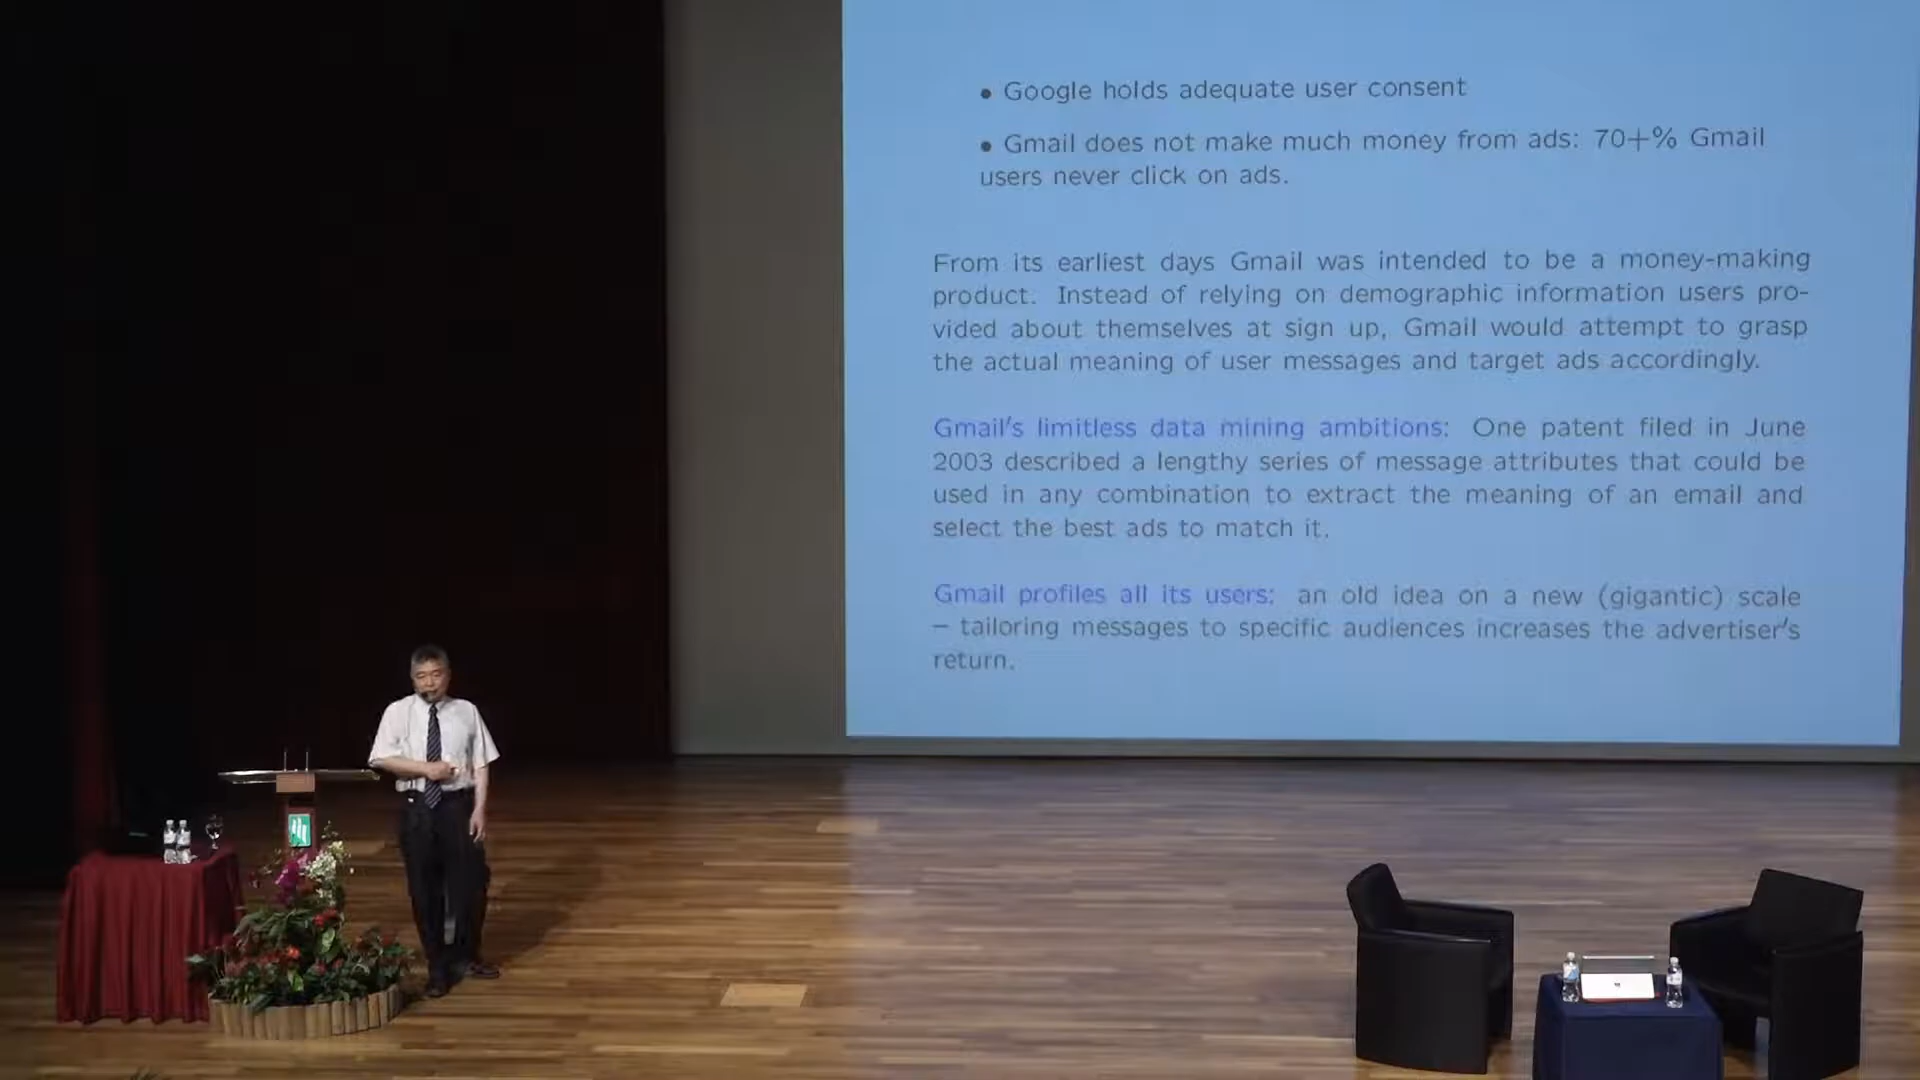 • Google holds adequate user consent
• Gmail does not make much money from ads: 70+% Gmail
users never click on ads.
From its earliest days Gmail was intended to be a money-making
product. Instead of relying on demographic information users pro-
vided about themselves at sign up, Gmail would attempt to grasp
the actual meaning of user messages and target ads accordingly.
Gmail's limitless data mining ambitions: One patent filed in June
2003 described a lengthy series of message attributes that could be
used in any combination to extract the meaning of an email and
select the best ads to match it.
Gmail profiles all its users: an old idea on a new (gigantic) scale
– tailoring messages to specific audiences increases the advertiser's
return.